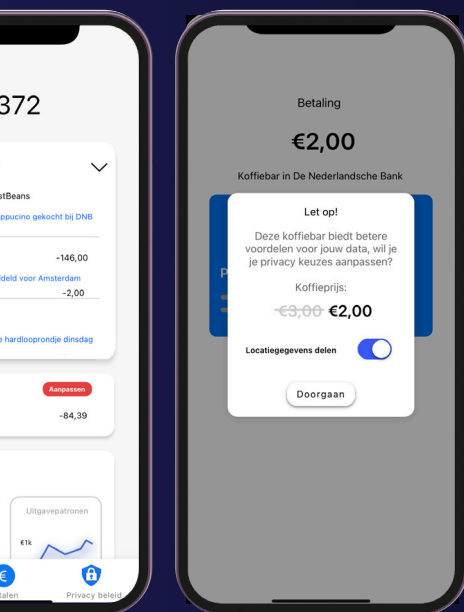 372
stBeans
ppucino gekocht bij DNB
-146,00
ddeld voor Amsterdam
-2,00
e hardlooprondje dinsdag
Aanpassen
-84,39
Uitgavepatronen
€1k
€
talen
Privacy beleid
Betaling
€2,00
Koffiebar in De Nederlandsche Bank
P
Let op!
Deze koffiebar biedt betere
voordelen voor jouw data, wil je
je privacy keuzes aanpassen?
Koffieprijs:
€3,00 €2,00
Locatiegegevens delen
Doorgaan